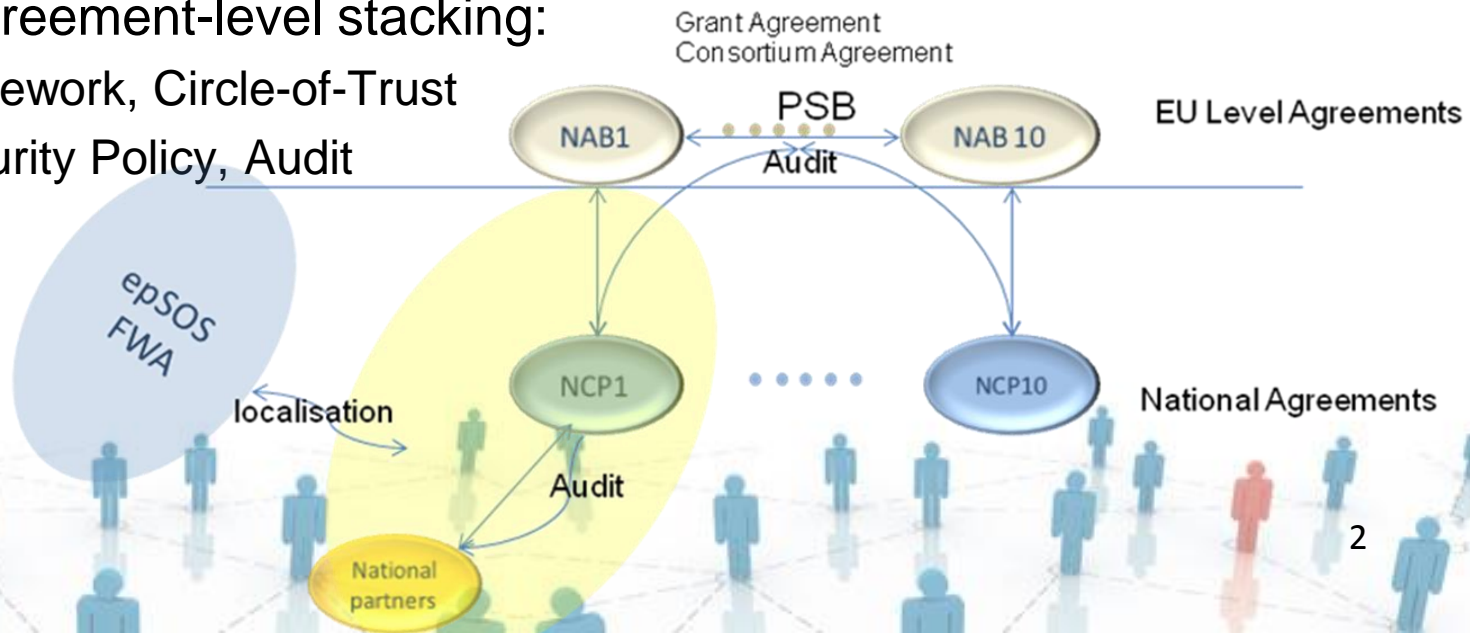 reement-level stacking:
ework, Circle-of-Trust
urity Policy, Audit
Grant Agreement
Consortium Agreement
NAB1
PSB
NAB 10
Audit
EU Level Agreements
epSOS
FWA
localisation
NCP1
NCP10
National Agreements
Audit
National
partners
2